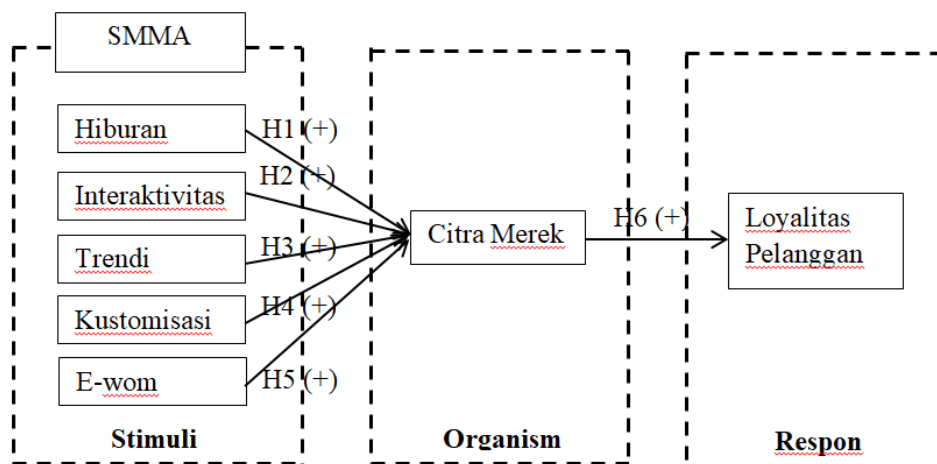 SMMA
Hiburan
H1 (+)
Interaktivitas
H2 (+)
Trendi
H3 (+)
Kustomisasi
H4 (+)
E-wom
H5 (+)
Citra Merek
H6 (+)
Loyalitas
Pelanggan
Stimuli
Organism
Respon